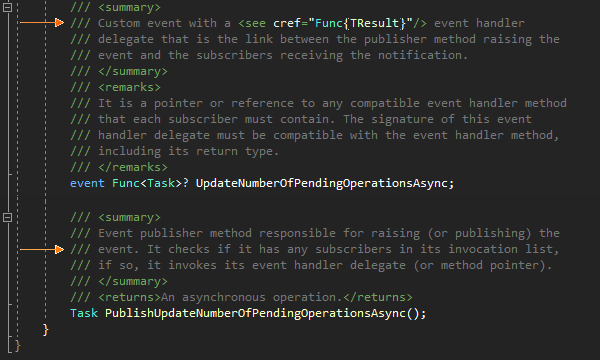 /// <summary>
/// Custom event with a <see cref="Func{TResult}"/> event handler
/// delegate that is the link between the publisher method raising the
/// event and the subscribers receiving the notification.
/// </summary>
/// <remarks>
/// It is a pointer or reference to any compatible event handler method
/// that each subscriber must contain. The signature of this event
/// handler delegate must be compatible with the event handler method,
/// including its return type.
/// </remarks>
event Func<Task>? UpdateNumberOfPendingOperationsAsync;
/// <summary>
/// Event publisher method responsible for raising (or publishing) the
/// event. It checks if it has any subscribers in its invocation list,
/// if so, it invokes its event handler delegate (or method pointer).
/// </summary>
/// <returns>An asynchronous operation.</returns>
Task PublishUpdateNumberOfPendingOperationsAsync();
}
}